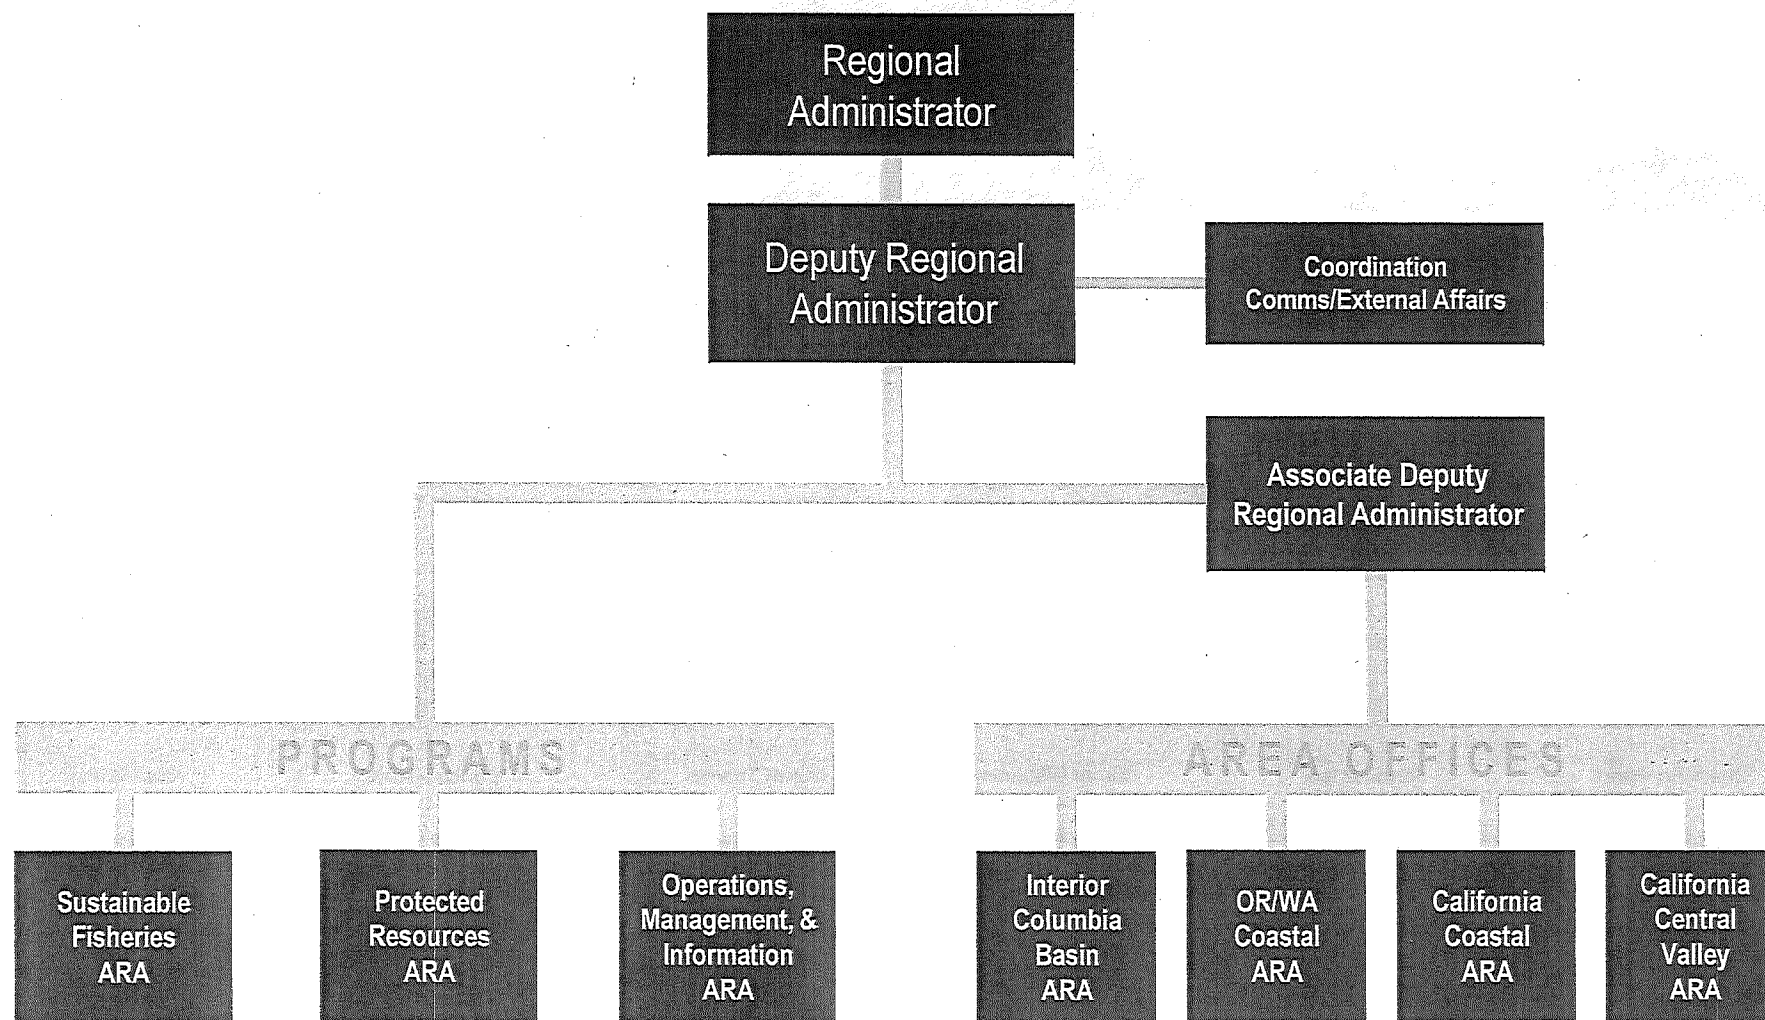 Regional
Administrator
Deputy Regional
Administrator
Coordination
Comms/External Affairs
Associate Deputy
Regional Administrator
PROGRAMS
AREA OFFICES
Sustainable
Fisheries
ARA
Protected
Resources
ARA
Operations,
Management, &
Information
ARA
Interior
Columbia
Basin
ARA
OR/WA
Coastal
ARA
California
Coastal
ARA
California
Central
Valley
ARA